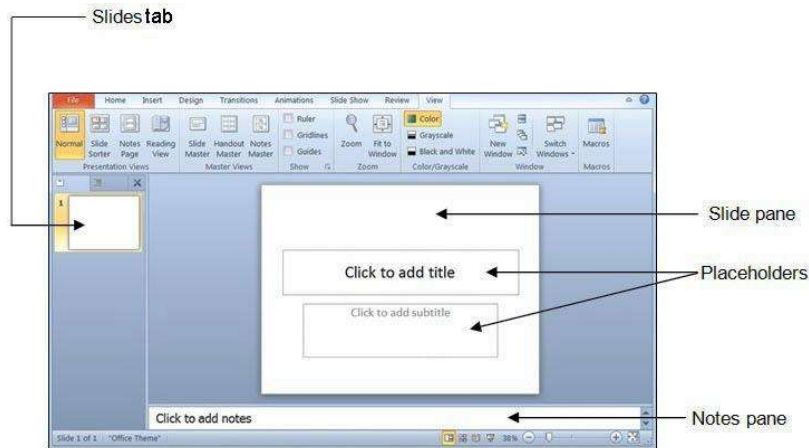 Slides tab
File Home Insert Design Transitions Animations Slide Show Review View
Normal Slide Sorter Notes Page Reading View
Presentation Views
Slide Master Handout Master Notes Master
Master Views
Ruler
Gridlines
Guides
Show
Zoom Fit to Window
Zoom
Color
Grayscale
Black and White
Color/Grayscale
New Window Switch Windows
Window
Macros
Macros
1
Slide pane
Click to add title
Placeholders
Click to add subtitle
Click to add notes
Notes pane
Slide 1 of 1 "Office Theme" 38%